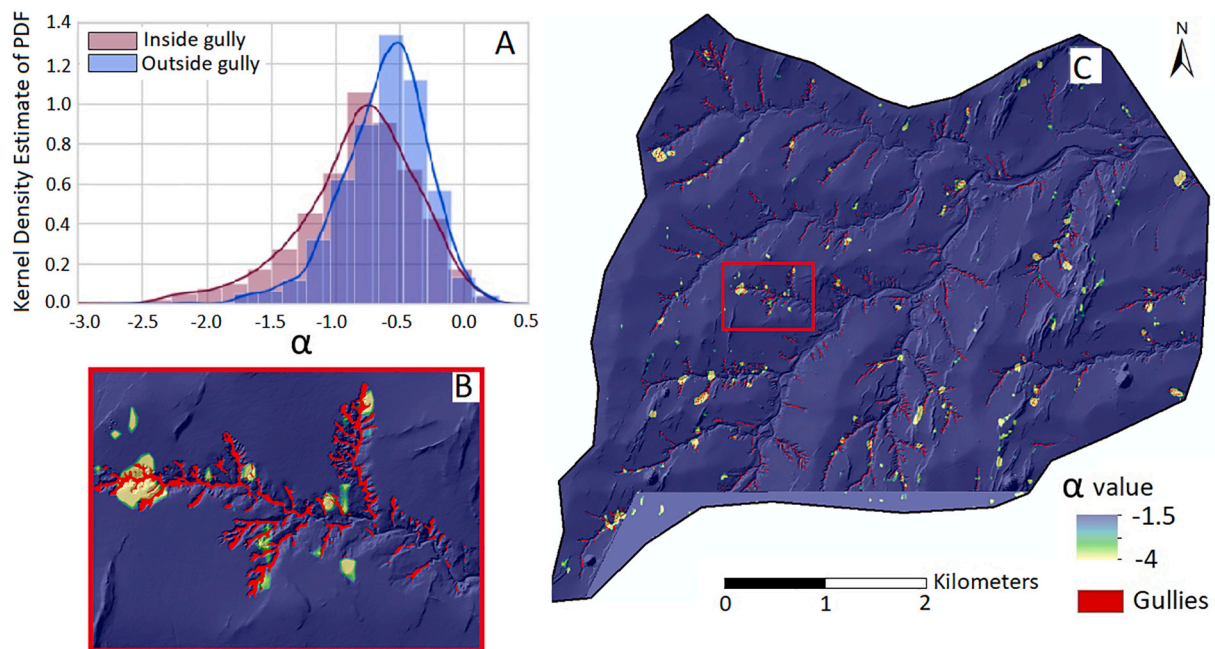 Kernel Density Estimate of PDF
1.4
1.2
1.0
0.8
0.6
0.4
0.2
0.0
Inside gully
Outside gully
A
-3.0 -2.5 -2.0 -1.5 -1.0 -0.5 0.0 0.5
α
B
C
N
α value
-1.5
-4
Gullies
Kilometers
0 1 2